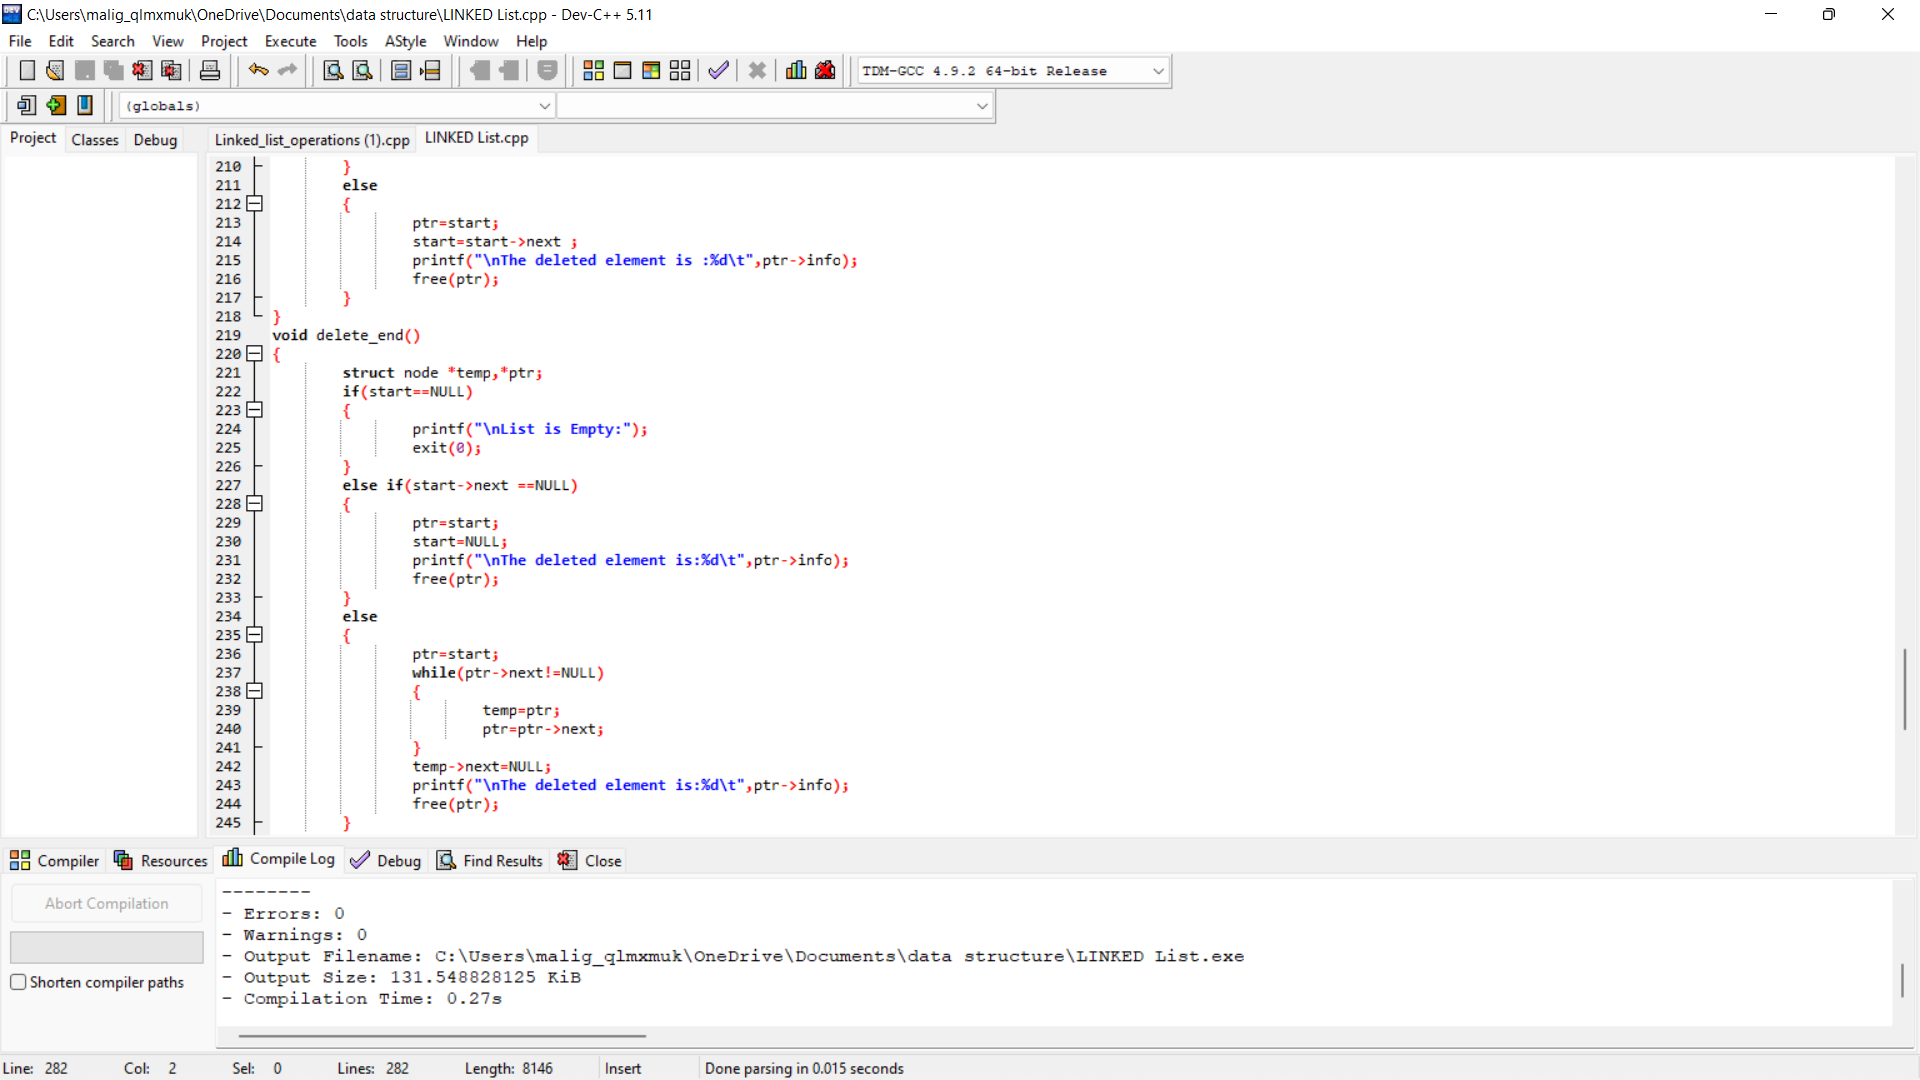 C:\Users\malig_qlmxmuk\OneDrive\Documents\data structure\LINKED List.cpp - Dev-C++ 5.11
File Edit Search View Project Execute Tools AStyle Window Help
TDM-GCC 4.9.2 64-bit Release
(globals)
Project Classes Debug Linked_list_operations (1).cpp LINKED List.cpp
210 }
211 else
212 {
213 ptr=start;
214 start=start->next ;
215 printf("\nThe deleted element is :%d\t",ptr->info);
216 free(ptr);
217 }
218 }
219 void delete_end()
220 {
221 struct node *temp,*ptr;
222 if(start==NULL)
223 {
224 printf("\nList is Empty:");
225 exit(0);
226 }
227 else if(start->next ==NULL)
228 {
229 ptr=start;
230 start=NULL;
231 printf("\nThe deleted element is:%d\t",ptr->info);
232 free(ptr);
233 }
234 else
235 {
236 ptr=start;
237 while(ptr->next!=NULL)
238 {
239 temp=ptr;
240 ptr=ptr->next;
241 }
242 temp->next=NULL;
243 printf("\nThe deleted element is:%d\t",ptr->info);
244 free(ptr);
245 }
Compiler Resources Compile Log Debug Find Results Close
Abort Compilation
Shorten compiler paths
--------
- Errors: 0
- Warnings: 0
- Output Filename: C:\Users\malig_qlmxmuk\OneDrive\Documents\data structure\LINKED List.exe
- Output Size: 131.548828125 KiB
- Compilation Time: 0.27s
Line: 282 Col: 2 Sel: 0 Lines: 282 Length: 8146 Insert Done parsing in 0.015 seconds